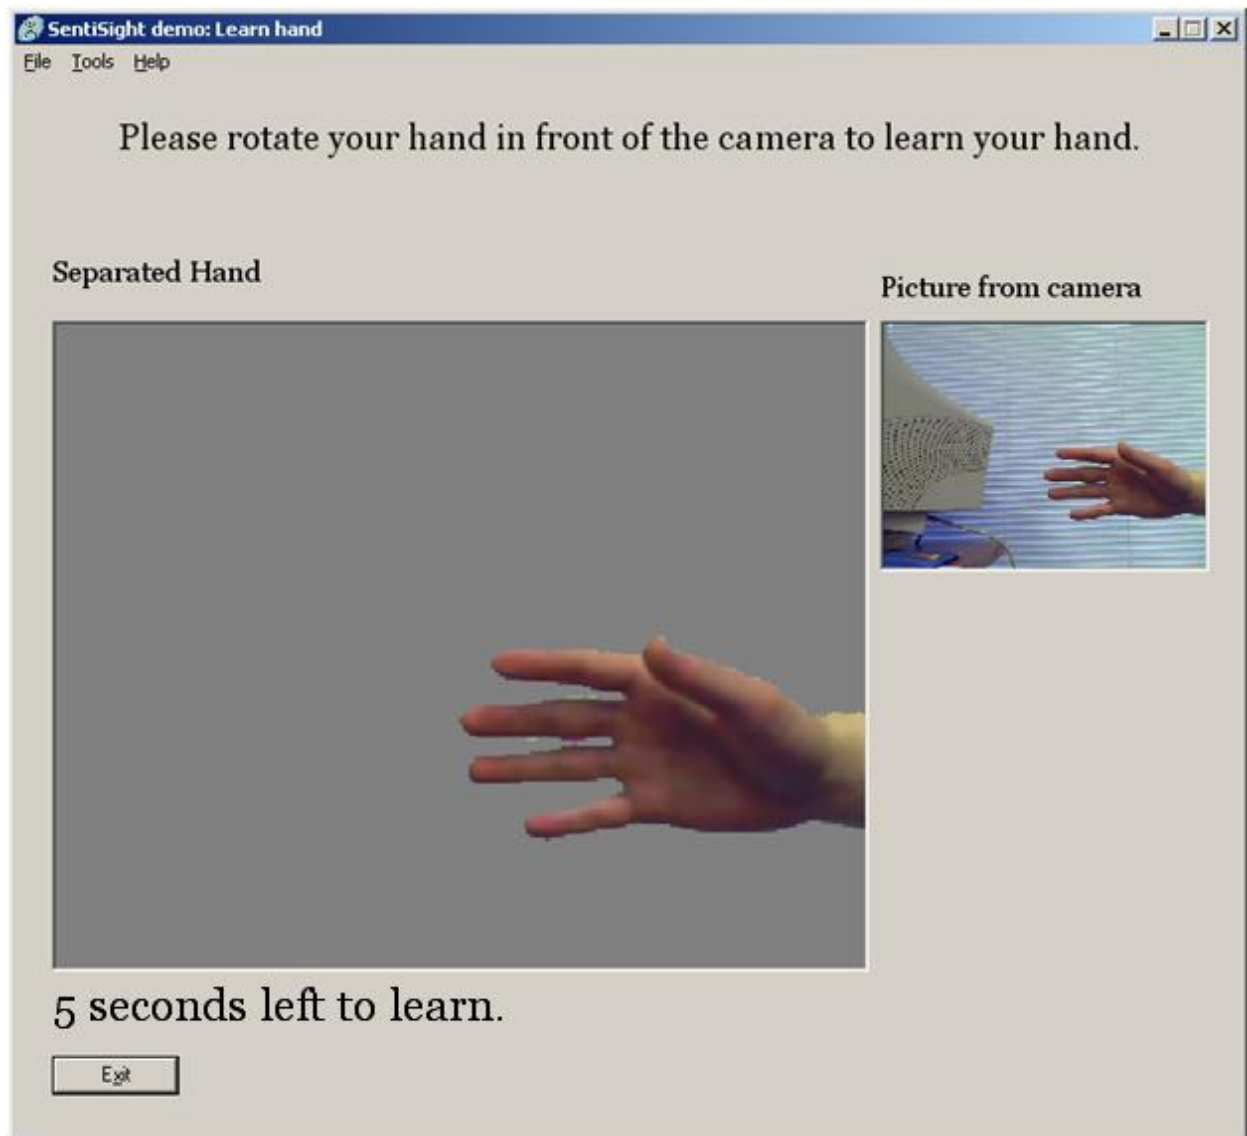 SentiSight demo: Learn hand
File Tools Help
Please rotate your hand in front of the camera to learn your hand.
Separated Hand
Picture from camera
5 seconds left to learn.
Exit